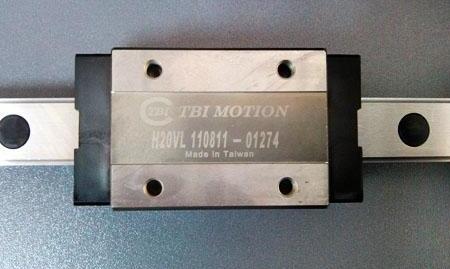 TBI TBI MOTION
H20VL 110811-01274
Made in Taiwan